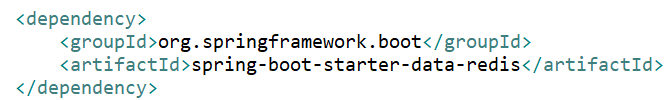 <dependency>
    <groupId>org.springframework.boot</groupId>
    <artifactId>spring-boot-starter-data-redis</artifactId>
</dependency>